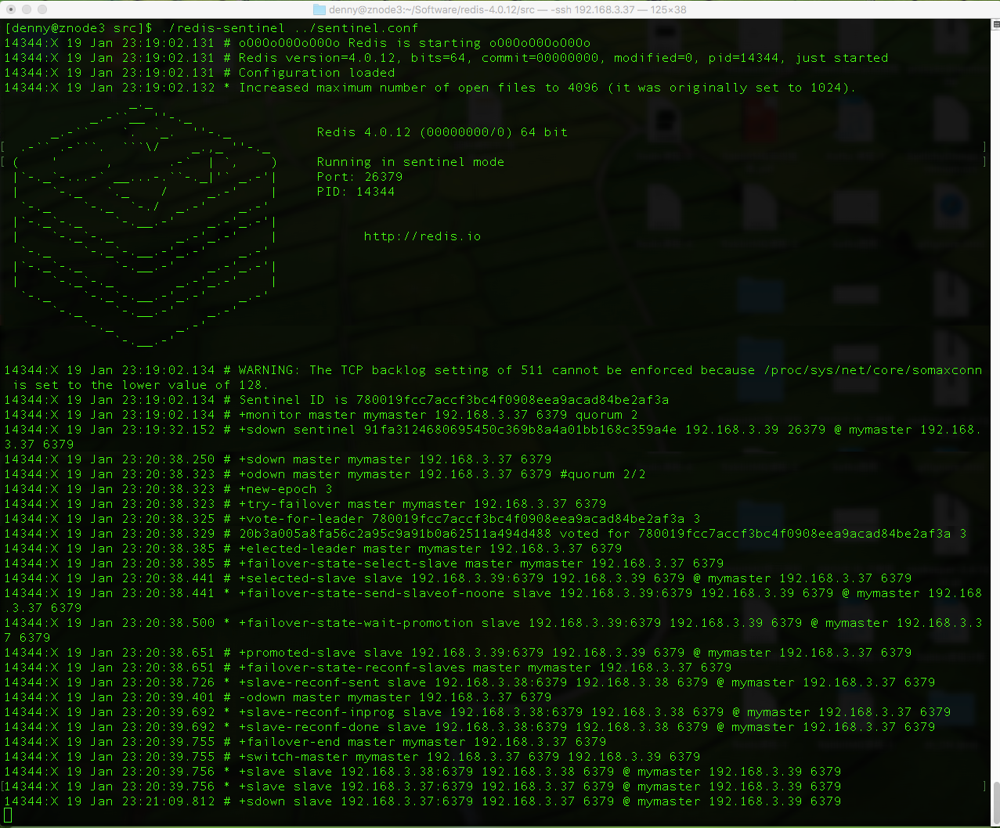 denny@znode3:~/Software/redis-4.0.12/src — -ssh 192.168.3.37 — 125×38
[denny@znode3 src]$ ./redis-sentinel ../sentinel.conf
14344:X 19 Jan 23:19:02.131 # oO0OoO0OoO0Oo Redis is starting oO0OoO0OoO0Oo
14344:X 19 Jan 23:19:02.131 # Redis version=4.0.12, bits=64, commit=00000000, modified=0, pid=14344, just started
14344:X 19 Jan 23:19:02.131 # Configuration loaded
14344:X 19 Jan 23:19:02.132 * Increased maximum number of open files to 4096 (it was originally set to 1024).
Redis 4.0.12 (00000000/0) 64 bit
Running in sentinel mode
Port: 26379
PID: 14344
http://redis.io
14344:X 19 Jan 23:19:02.134 # WARNING: The TCP backlog setting of 511 cannot be enforced because /proc/sys/net/core/somaxconn
is set to the lower value of 128.
14344:X 19 Jan 23:19:02.134 # Sentinel ID is 780019fcc7accf3bc4f0908eea9acad84be2af3a
14344:X 19 Jan 23:19:02.134 # +monitor master mymaster 192.168.3.37 6379 quorum 2
14344:X 19 Jan 23:19:32.152 # +sdown sentinel 91fa3124680695450c369b8a4a01bb168c359a4e 192.168.3.39 26379 @ mymaster 192.168.
3.37 6379
14344:X 19 Jan 23:20:38.250 # +sdown master mymaster 192.168.3.37 6379
14344:X 19 Jan 23:20:38.323 # +odown master mymaster 192.168.3.37 6379 #quorum 2/2
14344:X 19 Jan 23:20:38.323 # +new-epoch 3
14344:X 19 Jan 23:20:38.323 # +try-failover master mymaster 192.168.3.37 6379
14344:X 19 Jan 23:20:38.325 # +vote-for-leader 780019fcc7accf3bc4f0908eea9acad84be2af3a 3
14344:X 19 Jan 23:20:38.329 # 20b3a005a8fa56c2a95c9a91b0a62511a494d488 voted for 780019fcc7accf3bc4f0908eea9acad84be2af3a 3
14344:X 19 Jan 23:20:38.385 # +elected-leader master mymaster 192.168.3.37 6379
14344:X 19 Jan 23:20:38.385 # +failover-state-select-slave master mymaster 192.168.3.37 6379
14344:X 19 Jan 23:20:38.441 # +selected-slave slave 192.168.3.39:6379 192.168.3.39 6379 @ mymaster 192.168.3.37 6379
14344:X 19 Jan 23:20:38.441 * +failover-state-send-slaveof-noone slave 192.168.3.39:6379 192.168.3.39 6379 @ mymaster 192.168
.3.37 6379
14344:X 19 Jan 23:20:38.500 * +failover-state-wait-promotion slave 192.168.3.39:6379 192.168.3.39 6379 @ mymaster 192.168.3.3
7 6379
14344:X 19 Jan 23:20:38.651 # +promoted-slave slave 192.168.3.39:6379 192.168.3.39 6379 @ mymaster 192.168.3.37 6379
14344:X 19 Jan 23:20:38.651 # +failover-state-reconf-slaves master mymaster 192.168.3.37 6379
14344:X 19 Jan 23:20:38.726 * +slave-reconf-sent slave 192.168.3.38:6379 192.168.3.38 6379 @ mymaster 192.168.3.37 6379
14344:X 19 Jan 23:20:39.401 # -odown master mymaster 192.168.3.37 6379
14344:X 19 Jan 23:20:39.692 * +slave-reconf-inprog slave 192.168.3.38:6379 192.168.3.38 6379 @ mymaster 192.168.3.37 6379
14344:X 19 Jan 23:20:39.692 * +slave-reconf-done slave 192.168.3.38:6379 192.168.3.38 6379 @ mymaster 192.168.3.37 6379
14344:X 19 Jan 23:20:39.755 # +failover-end master mymaster 192.168.3.37 6379
14344:X 19 Jan 23:20:39.755 # +switch-master mymaster 192.168.3.37 6379 192.168.3.39 6379
14344:X 19 Jan 23:20:39.756 * +slave slave 192.168.3.38:6379 192.168.3.38 6379 @ mymaster 192.168.3.39 6379
14344:X 19 Jan 23:20:39.756 * +slave slave 192.168.3.37:6379 192.168.3.37 6379 @ mymaster 192.168.3.39 6379
14344:X 19 Jan 23:21:09.812 # +sdown slave 192.168.3.37:6379 192.168.3.37 6379 @ mymaster 192.168.3.39 6379